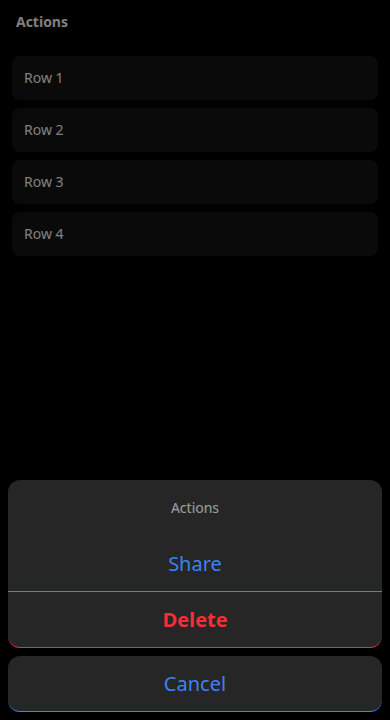 Actions
Row 1
Row 2
Row 3
Row 4
Actions
Share
Delete
Cancel